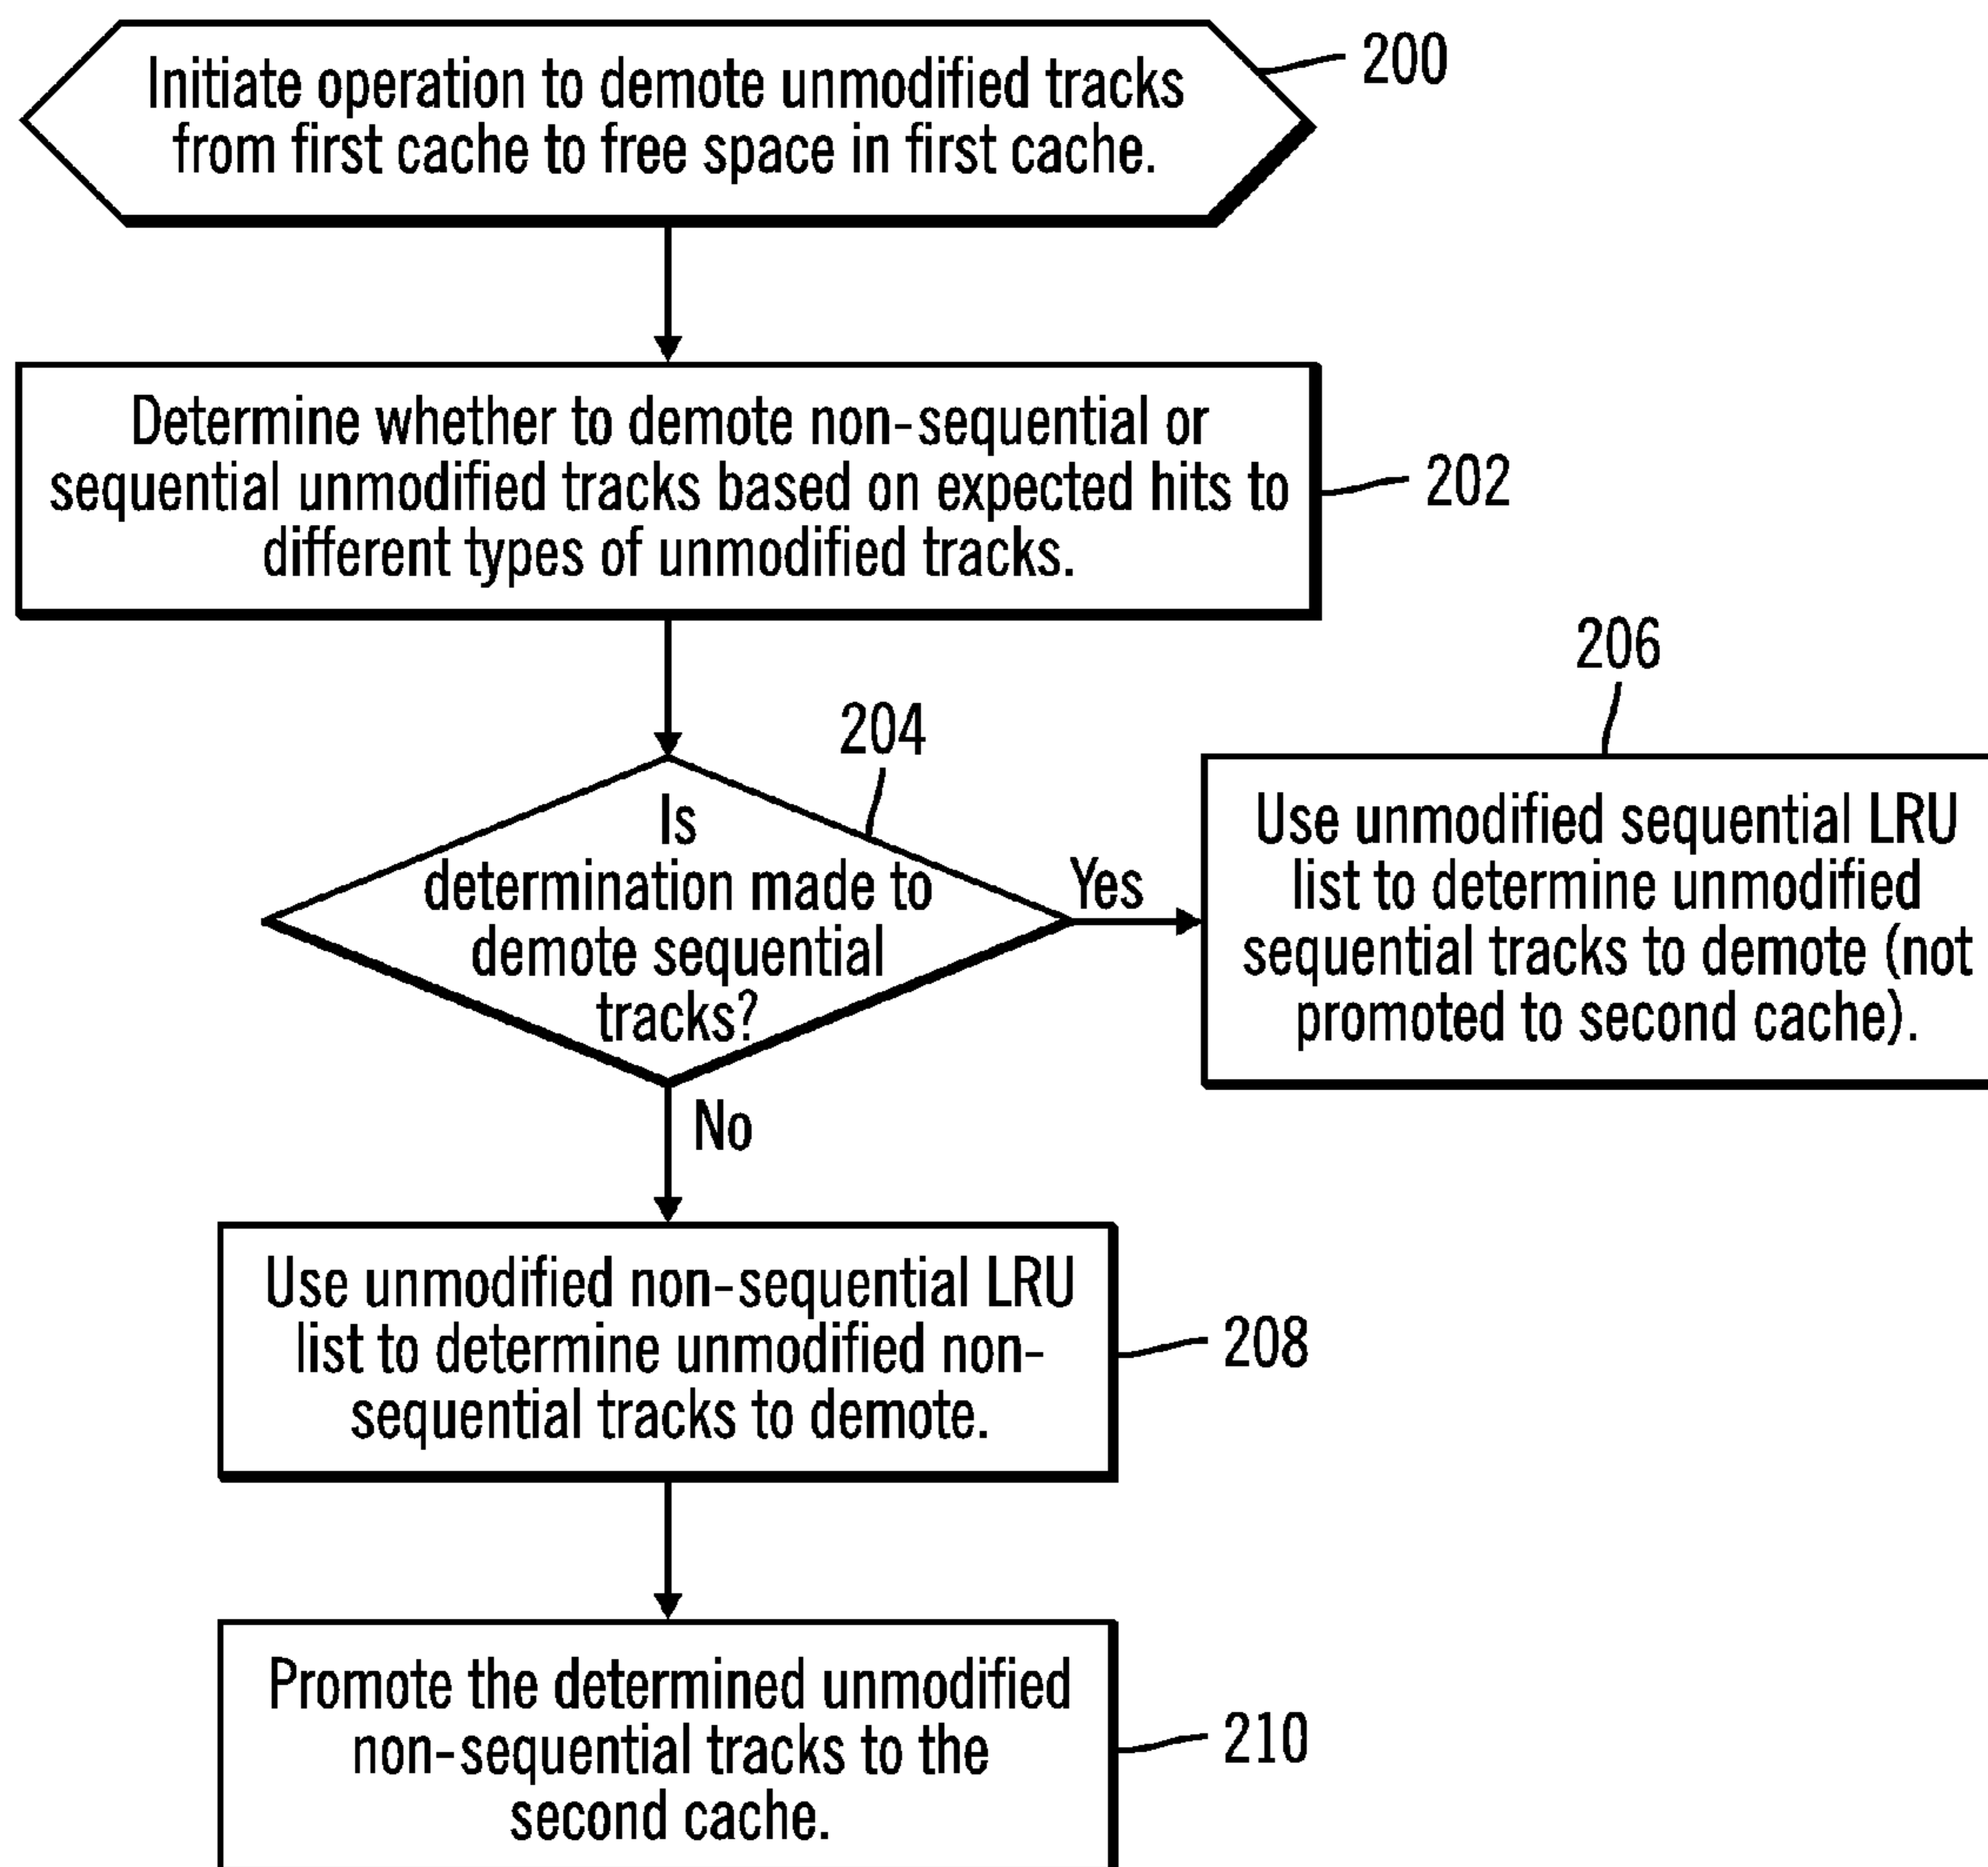 Initiate operation to demote unmodified tracks
from first cache to free space in first cache.
200
Determine whether to demote non-sequential or
sequential unmodified tracks based on expected hits to
different types of unmodified tracks.
202
204
Is
determination made to
demote sequential
tracks?
Yes
206
Use unmodified sequential LRU
list to determine unmodified
sequential tracks to demote (not
promoted to second cache).
No
Use unmodified non-sequential LRU
list to determine unmodified non-
sequential tracks to demote.
208
Promote the determined unmodified
non-sequential tracks to the
second cache.
210